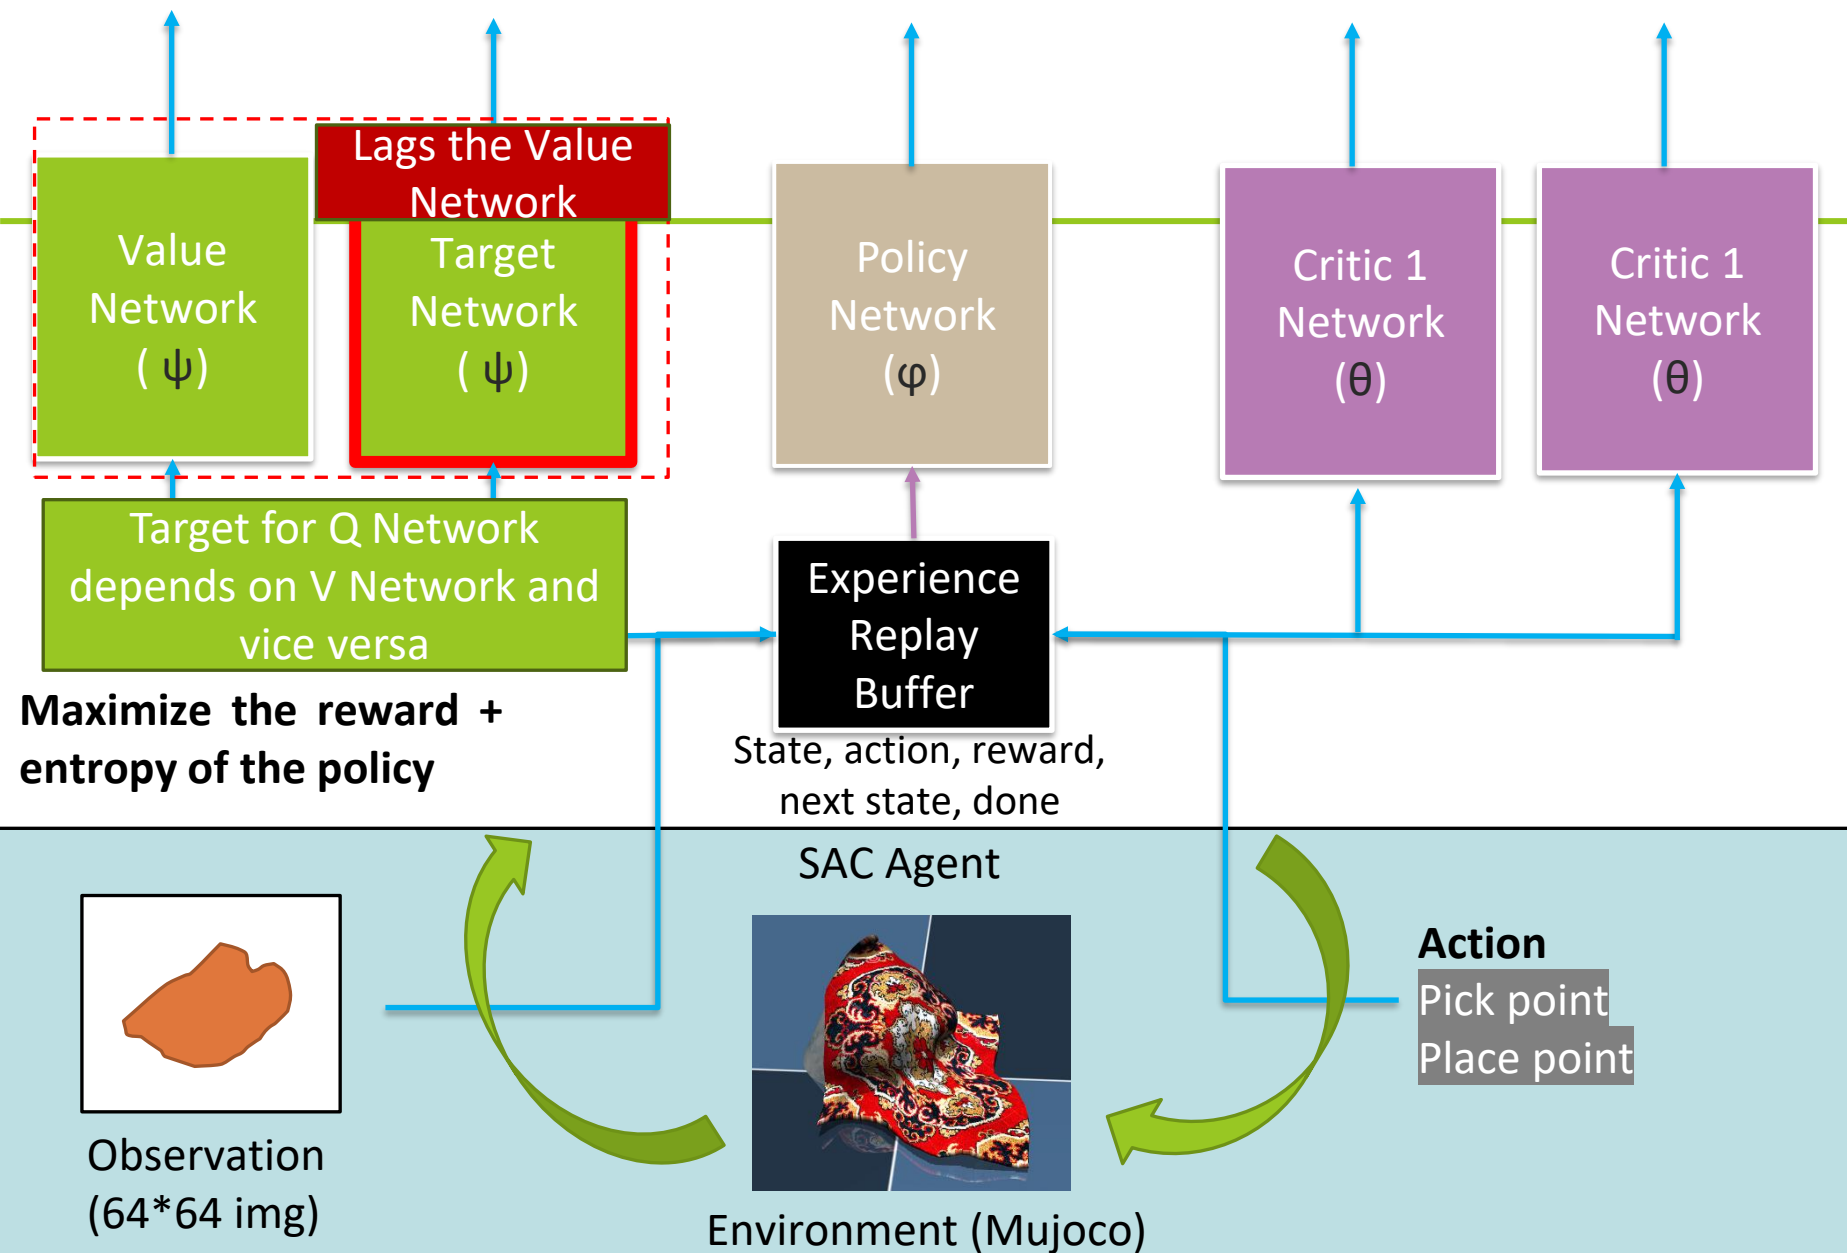 Lags the Value
Network
Value
Network
( ψ)
Target
Network
( ψ)
Policy
Network
(φ)
Critic 1
Network
(θ)
Critic 1
Network
(θ)
Target for Q Network
depends on V Network and
vice versa
Experience
Replay
Buffer
Maximize the reward +
entropy of the policy
State, action, reward,
next state, done
SAC Agent
Action
Pick point
Place point
Observation
(64*64 img)
Environment (Mujoco)